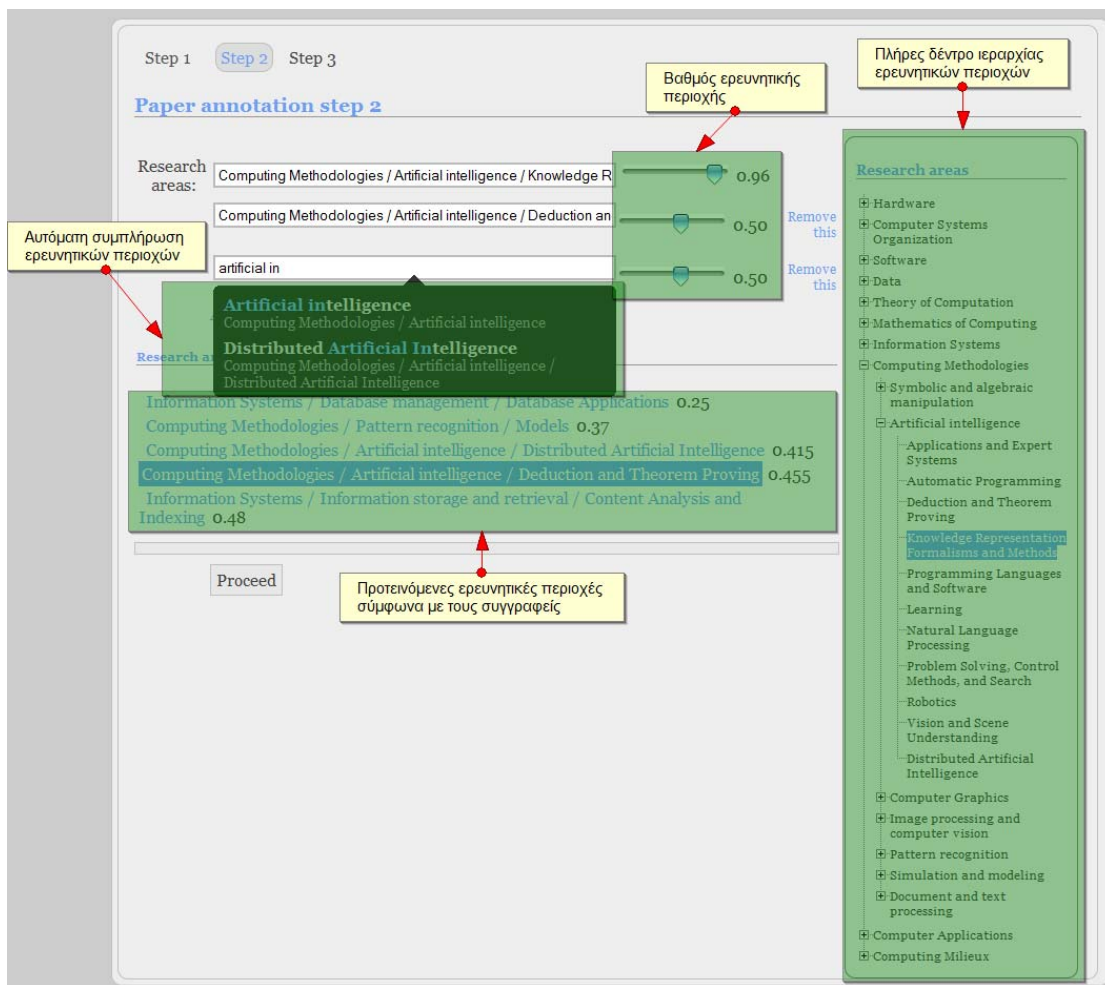 Step 1 Step 2 Step 3
Paper annotation step 2
Βαθμός ερευνητικής
περιοχής
Πλήρες δέντρο ιεραρχίας
ερευνητικών περιοχών
Research
areas:
Computing Methodologies / Artificial intelligence / Knowledge R
0.96
Computing Methodologies / Artificial intelligence / Deduction an
0.50
Remove
this
Αυτόματη συμπλήρωση
ερευνητικών περιοχών
artificial in
0.50
Remove
this
Artificial intelligence
Computing Methodologies / Artificial intelligence
Distributed Artificial Intelligence
Computing Methodologies / Artificial intelligence /
Distributed Artificial Intelligence
Research
Information Systems / Database management / Database Applications 0.25
Computing Methodologies / Pattern recognition / Models 0.37
Computing Methodologies / Artificial intelligence / Distributed Artificial Intelligence 0.415
Computing Methodologies / Artificial intelligence / Deduction and Theorem Proving 0.455
Information Systems / Information storage and retrieval / Content Analysis and
Indexing 0.48
Proceed
Προτεινόμενες ερευνητικές περιοχές
σύμφωνα με τους συγγραφείς
Research areas
Hardware
Computer Systems
Organization
Software
Data
Theory of Computation
Mathematics of Computing
Information Systems
Computing Methodologies
Symbolic and algebraic
manipulation
Artificial intelligence
Applications and Expert
Systems
Automatic Programming
Deduction and Theorem
Proving
Knowledge Representation
Formalisms and Methods
Programming Languages
and Software
Learning
Natural Language
Processing
Problem Solving, Control
Methods, and Search
Robotics
Vision and Scene
Understanding
Distributed Artificial
Intelligence
Computer Graphics
Image processing and
computer vision
Pattern recognition
Simulation and modeling
Document and text
processing
Computer Applications
Computing Milieux